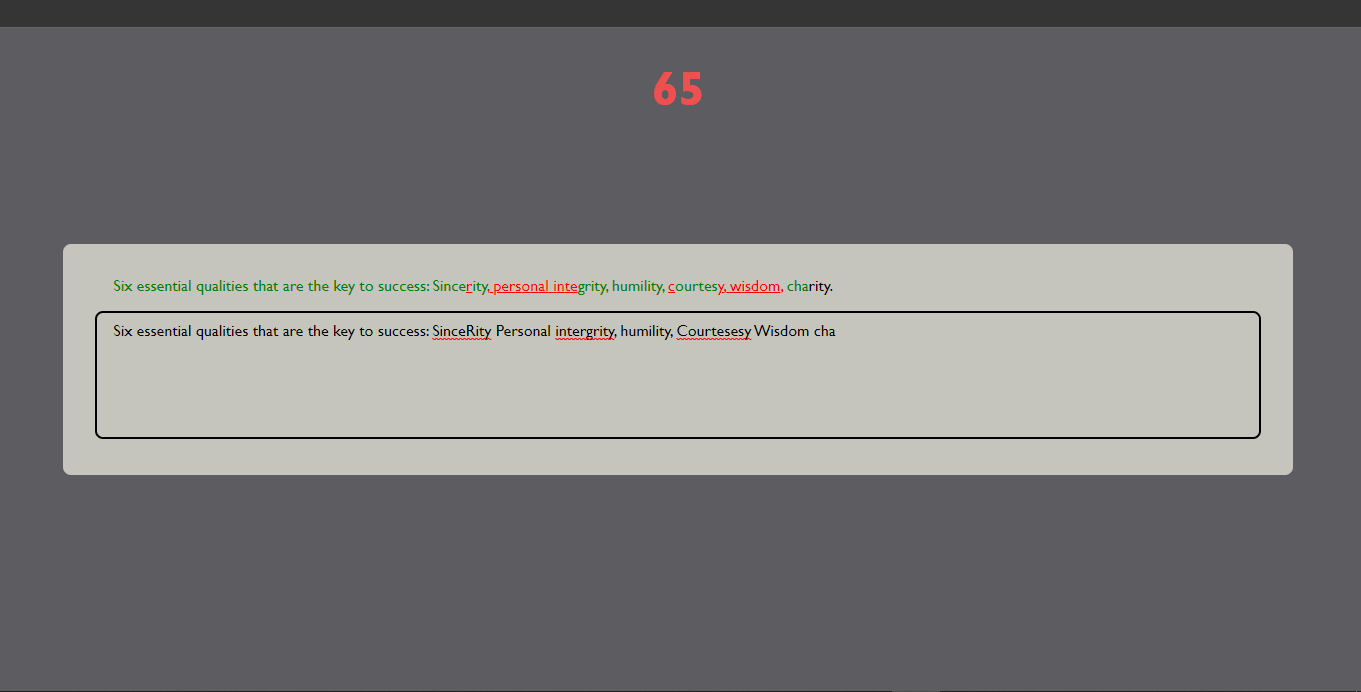 65
Six essential qualities that are the key to success: Sincerity, personal integrity, humility, courtesy, wisdom, charity.
Six essential qualities that are the key to success: SinceRity Personal intergrity, humility, Courtesesy Wisdom cha